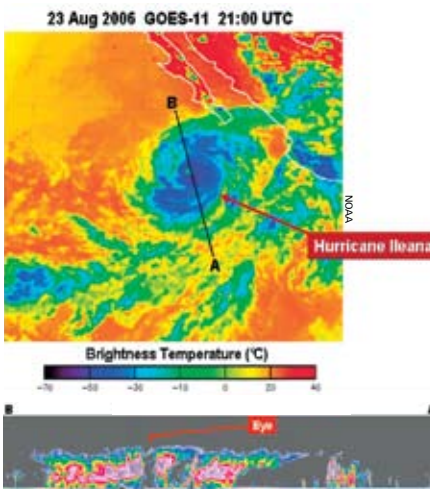 23 Aug 2006 GOES-11 21:00 UTC
B
A
NOAA
Hurricane Ileana
Brightness Temperature (°C)
-70 -50 -30 -10 0 20 40
B
Eye